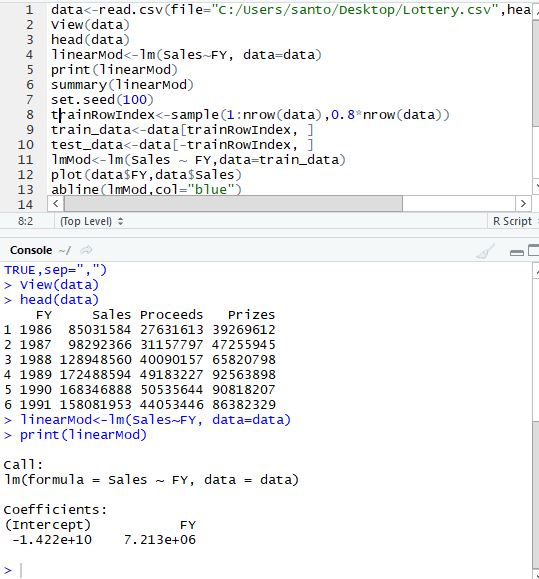 1 data<-read.csv(file="C:/Users/santo/Desktop/Lottery.csv",hea
2 View(data)
3 head(data)
4 linearMod<-lm(Sales~FY, data=data)
5 print(linearMod)
6 summary(linearMod)
7 set.seed(100)
8 trainRowIndex<-sample(1:nrow(data),0.8*nrow(data))
9 train_data<-data[trainRowIndex, ]
10 test_data<-data[-trainRowIndex, ]
11 lmMod<-lm(Sales ~ FY,data=train_data)
12 plot(data$FY,data$Sales)
13 abline(lmMod,col="blue")
14
8:2 (Top Level) R Script
Console ~/
TRUE,sep=",")
> View(data)
> head(data)
FY Sales Proceeds Prizes
1 1986 85031584 27631613 39269612
2 1987 98292366 31157797 47255945
3 1988 128948560 40090157 65820798
4 1989 172488594 49183227 92563898
5 1990 168346888 50535644 90818207
6 1991 158081953 44053446 86382329
> linearMod<-lm(Sales~FY, data=data)
> print(linearMod)
Call:
lm(formula = Sales ~ FY, data = data)
Coefficients:
(Intercept) FY
-1.422e+10 7.213e+06
>